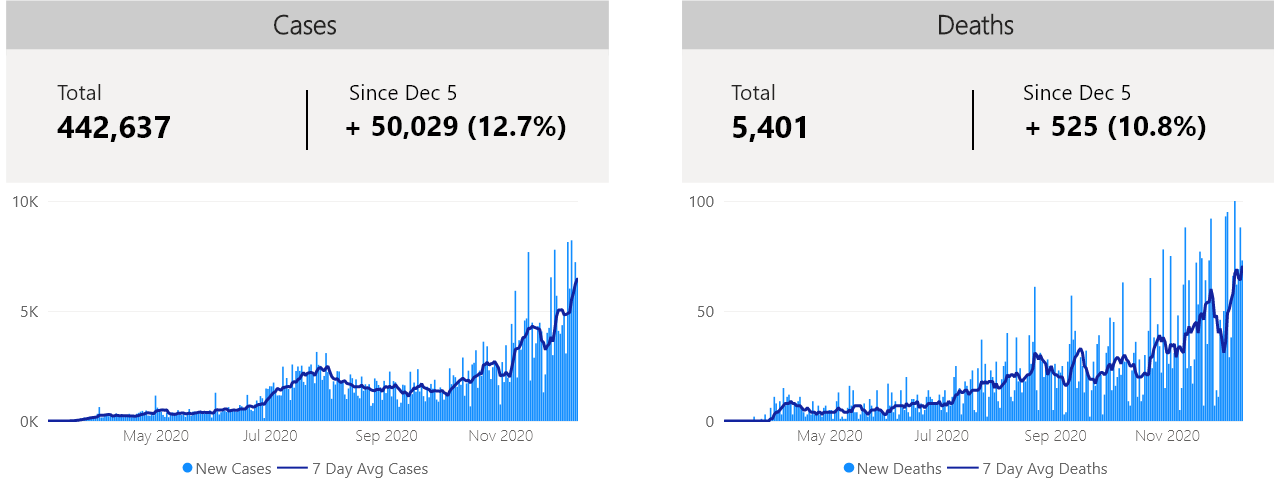 Cases
Total
442,637
Since Dec 5
+ 50,029 (12.7%)
10K
5K
0K
May 2020
Jul 2020
Sep 2020
Nov 2020
New Cases
7 Day Avg Cases
Deaths
Total
5,401
Since Dec 5
+ 525 (10.8%)
100
50
0
May 2020
Jul 2020
Sep 2020
Nov 2020
New Deaths
7 Day Avg Deaths